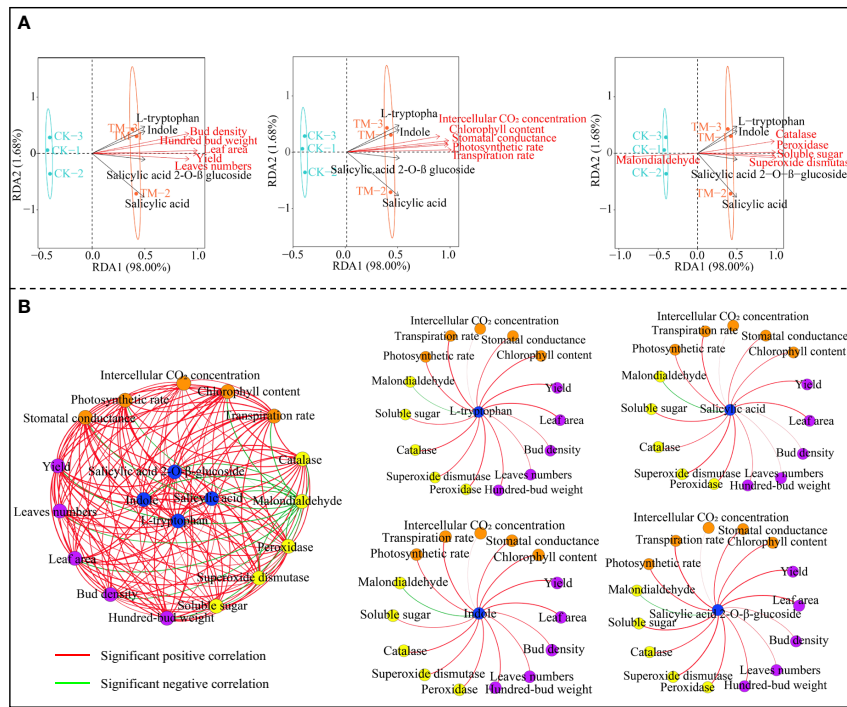 A
1
0
−1
RDA2 (1.68%)
CK−3
CK−1
CK−2
TM−3
TM−1
TM−2
L-tryptophan
Indole
Bud density
Hundred bud weight
Leaf area
Yield
Leaves numbers
Salicylic acid 2-O-ß glucoside
Salicylic acid
−0.5
0.0
0.5
1.0
RDA1 (98.00%)
1
0
−1
RDA2 (1.68%)
CK−3
CK−1
TM−3
TM−2
L-tryptopha
Indole
Intercellular CO₂ concentration
Chlorophyll content
Stomatal conductance
Photosynthetic rate
Transpiration rate
Salicylic acid 2-O-ß glucoside
Salicylic acid
−0.5
0.0
0.5
1.0
RDA1 (98.00%)
1
0
−1
RDA2 (1.68%)
CK−3
CK−1
CK−2
TM−3
TM−2
L−tryptophan
Indole
Catalase
Peroxidase
Soluble sugar
Superoxide dismutas
Malondialdehyde
Salicylic acid 2−O−ß−glucoside
Salicylic acid
−1.0
−0.5
0.0
0.5
1.0
RDA1 (98.00%)
B
Intercellular CO₂ concentration
Photosynthetic rate
Chlorophyll content
Stomatal conductance
Transpiration rate
Yield
Catalase
Salicylic acid 2-O-β-glucoside
Indole
Salicylic acid
Malondialdehyde
Leaves numbers
L-tryptophan
Peroxidase
Leaf area
Superoxide dismutase
Bud density
Soluble sugar
Hundred-bud weight
Significant positive correlation
Significant negative correlation
Intercellular CO₂ concentration
Transpiration rate
Stomatal conductance
Photosynthetic rate
Chlorophyll content
Malondialdehyde
Yield
Soluble sugar
L-tryptophan
Leaf area
Catalase
Bud density
Superoxide dismutase
Leaves numbers
Peroxidase
Hundred-bud weight
Intercellular CO₂ concentration
Transpiration rate
Stomatal conductance
Photosynthetic rate
Chlorophyll content
Malondialdehyde
Yield
Soluble sugar
Salicylic acid
Leaf area
Catalase
Bud density
Superoxide dismutase
Leaves numbers
Peroxidase
Hundred-bud weight
Intercellular CO₂ concentration
Transpiration rate
Stomatal conductance
Photosynthetic rate
Chlorophyll content
Malondialdehyde
Yield
Soluble sugar
Indole
Leaf area
Catalase
Bud density
Superoxide dismutase
Leaves numbers
Peroxidase
Hundred-bud weight
Intercellular CO₂ concentration
Transpiration rate
Stomatal conductance
Chlorophyll content
Photosynthetic rate
Yield
Malondialdehyde
Leaf area
Soluble sugar
Salicylic acid 2-O-β-glucoside
Catalase
Bud density
Superoxide dismutase
Leaves numbers
Peroxidase
Hundred-bud weight